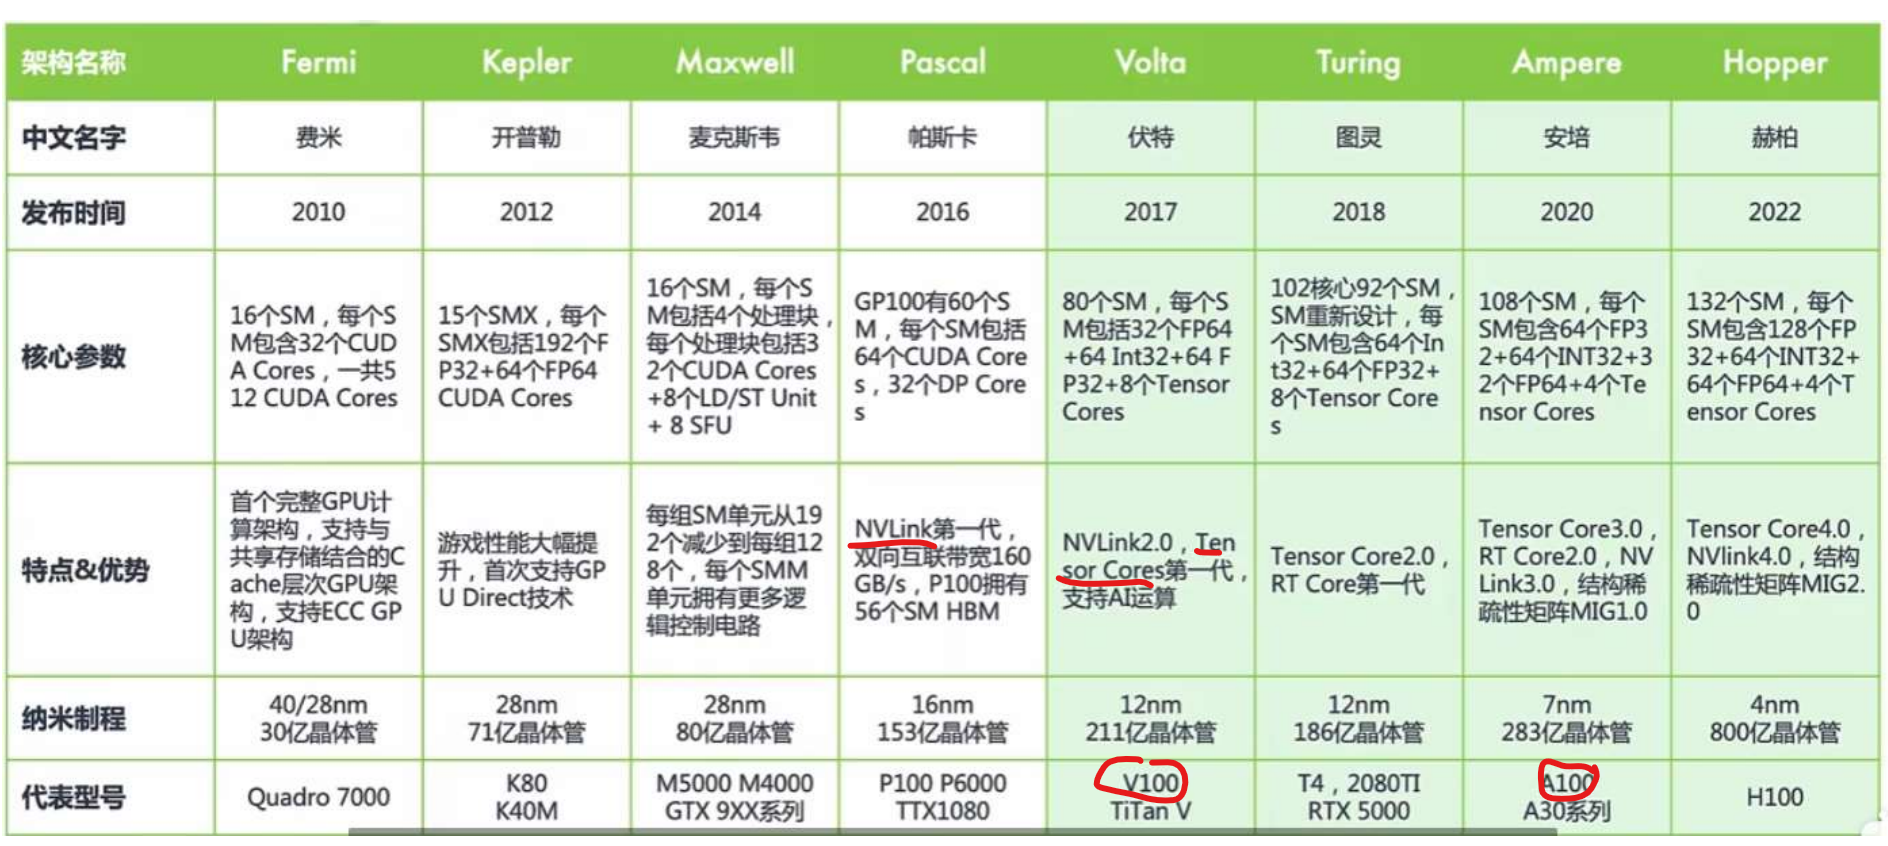 架构名称 Fermi Kepler Maxwell Pascal Volta Turing Ampere Hopper
中文名字 费米 开普勒 麦克斯韦 帕斯卡 伏特 图灵 安培 赫柏
发布时间 2010 2012 2014 2016 2017 2018 2020 2022
核心参数
16个SM，每个S
M包含32个CUD
A Cores，一共5
12 CUDA Cores
15个SMX，每个
SMX包括192个F
P32+64个FP64
CUDA Cores
16个SM，每个S
M包括4个处理块，
每个处理块包括3
2个CUDA Cores
+8个LD/ST Unit
+ 8 SFU
GP100有60个S
M，每个SM包括
64个CUDA Core
s，32个DP Core
s
80个SM，每个S
M包括32个FP64
+64 Int32+64 F
P32+8个Tensor
Cores
102核心92个SM，
SM重新设计，每
个SM包含64个In
t32+64个FP32+
8个Tensor Core
s
108个SM，每个
SM包含64个FP3
2+64个INT32+3
2个FP64+4个Te
nsor Cores
132个SM，每个
SM包含128个FP
32+64个INT32+
64个FP64+4个T
ensor Cores
特点&优势
首个完整GPU计
算架构，支持与
共享存储结合的C
ache层次GPU架
构，支持ECC GP
U架构
游戏性能大幅提
升，首次支持GP
U Direct技术
每组SM单元从19
2个减少到每组12
8个，每个SMM
单元拥有更多逻
辑控制电路
NVLink第一代，
双向互联带宽160
GB/s，P100拥有
56个SM HBM
NVLink2.0，Ten
sor Cores第一代，
支持AI运算
Tensor Core2.0，
RT Core第一代
Tensor Core3.0，
RT Core2.0，NV
Link3.0，结构稀
疏性矩阵MIG1.0
Tensor Core4.0，
NVlink4.0，结构
稀疏性矩阵MIG2.
0
纳米制程
40/28nm
30亿晶体管
28nm
71亿晶体管
28nm
80亿晶体管
16nm
153亿晶体管
12nm
211亿晶体管
12nm
186亿晶体管
7nm
283亿晶体管
4nm
800亿晶体管
代表型号
Quadro 7000
K80
K40M
M5000 M4000
GTX 9XX系列
P100 P6000
TTX1080
V100
TiTan V
T4，2080TI
RTX 5000
A100
A30系列
H100